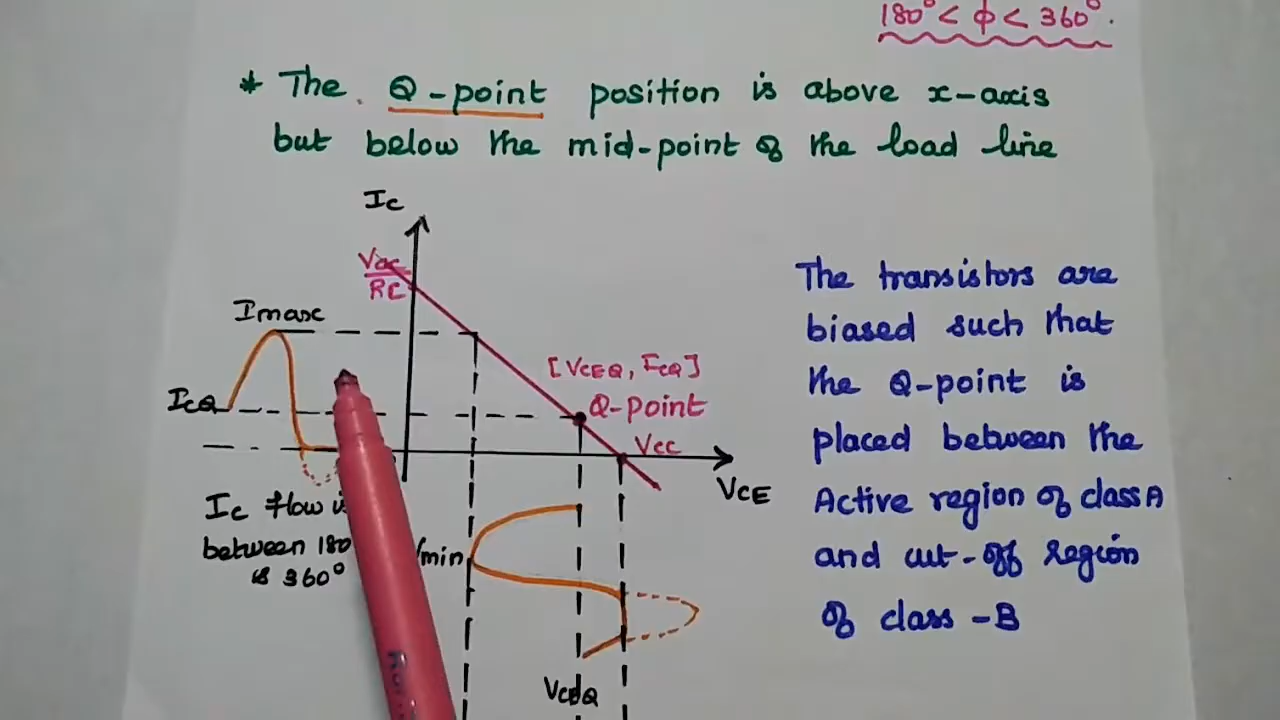 180° < ϕ < 360°.
* The Q-point position is above x-axis
but below the mid-point of the load line
Ic
Vcc
RC
Imax
[VCEQ, ICQ]
ICQ
Q-point
Vcc
VCE
Ic flow
between 180
is 360°
min
VCEQ
The transistors are
biased such that
the Q-point is
placed between the
Active region of class A
and cut-off region
of class -B